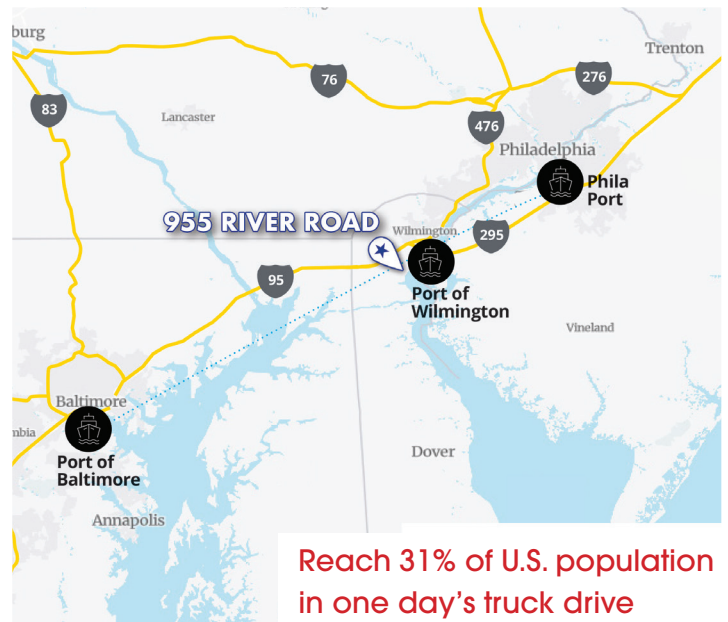 burg
Trenton
76
276
83
Lancaster
476
Philadelphia
Phila
Port
955 RIVER ROAD
Wilmington
295
95
Port of
Wilmington
Vineland
Baltimore
mbia
Port of
Baltimore
Dover
Annapolis
Reach 31% of U.S. population
in one day's truck drive